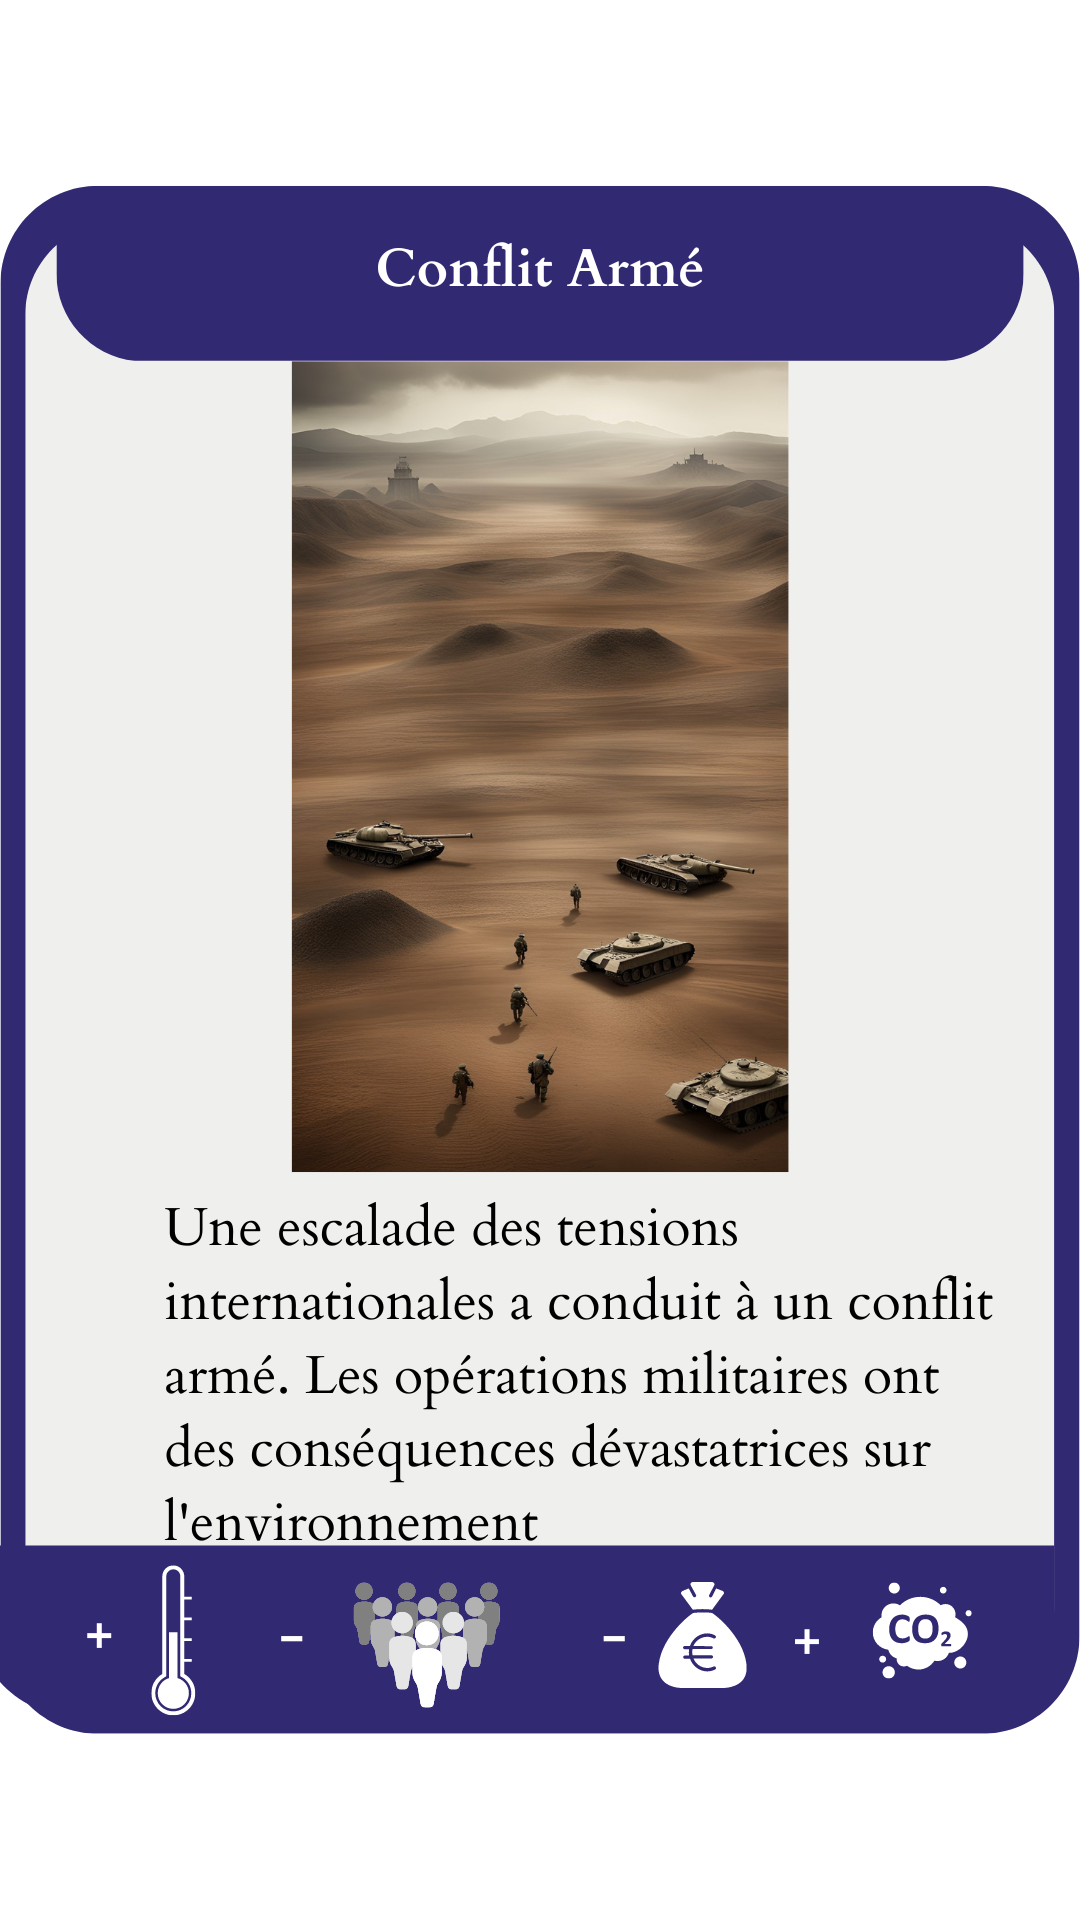 Conflit Armé
Une escalade des tensions
internationales a conduit à un conflit
armé. Les opérations militaires ont
des conséquences dévastatrices sur
l'environnement
+ - - € + CO₂